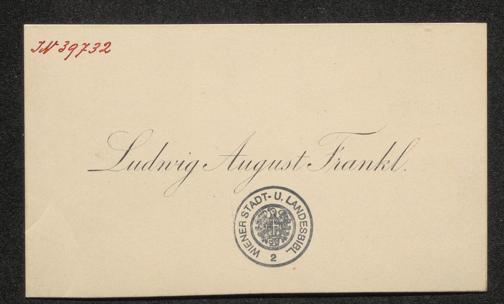 JN 39732
Ludwig August Frankl.
WIENER STADT- U. LANDESBIBL.
2